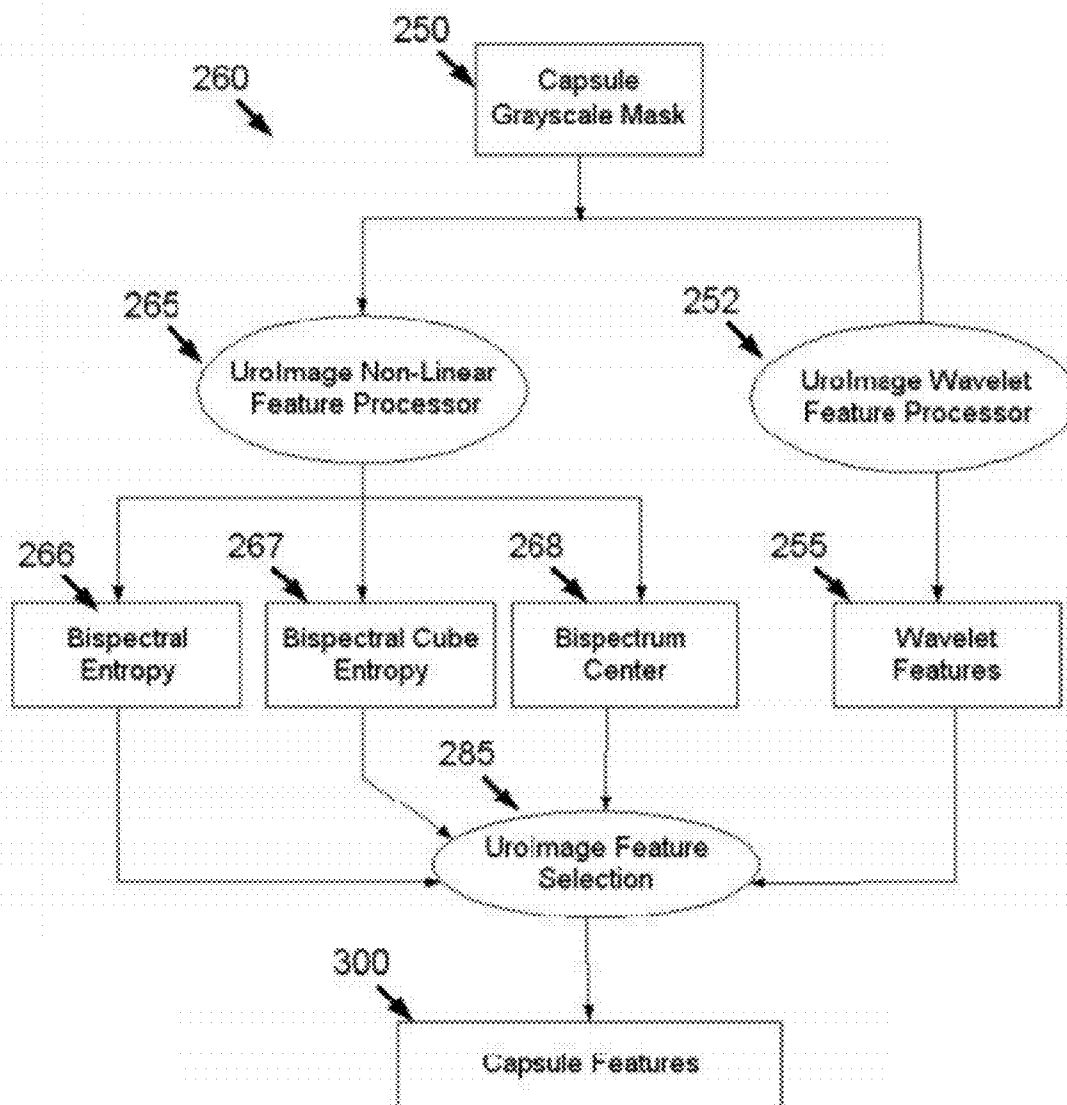 250
Capsule
Grayscale Mask
260
265
252
UroImage Non-Linear
Feature Processor
UroImage Wavelet
Feature Processor
266
267
268
255
Bispectral
Entropy
Bispectral Cube
Entropy
Bispectrum
Center
Wavelet
Features
285
UroImage Feature
Selection
300
Capsule Features